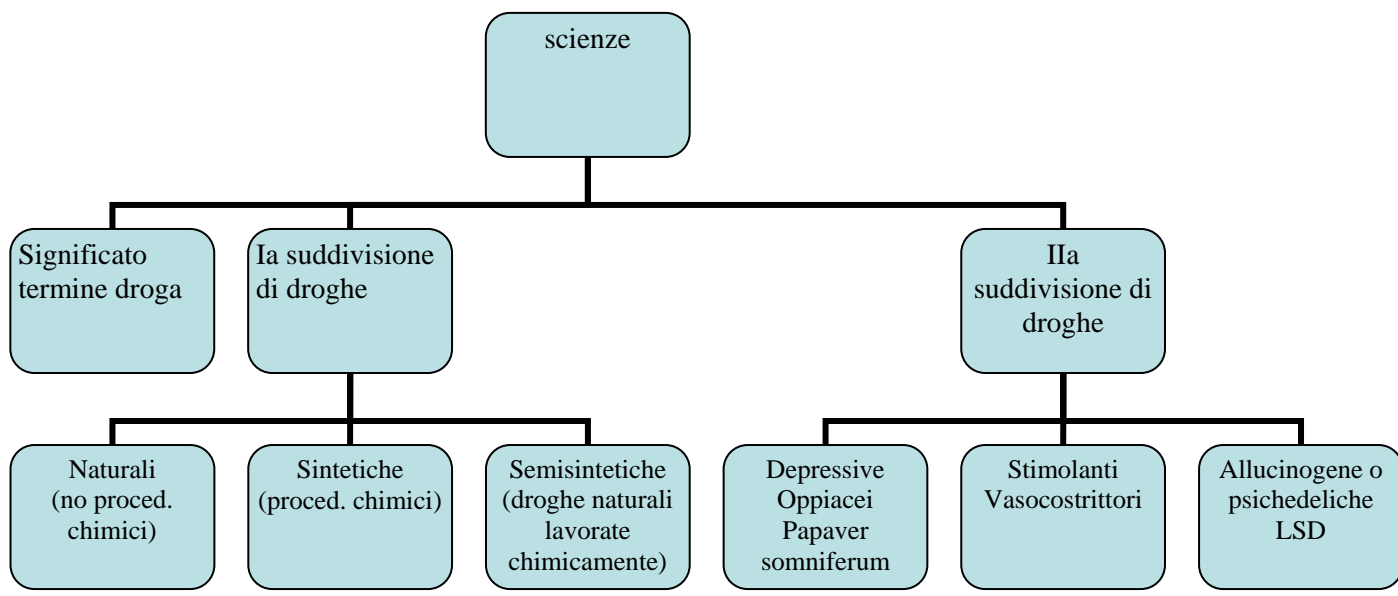 scienze
Significato
termine droga
Ia suddivisione
di droghe
IIa
suddivisione di
droghe
Naturali
(no proced.
chimici)
Sintetiche
(proced. chimici)
Semisintetiche
(droghe naturali
lavorate
chimicamente)
Depressive
Oppiacei
Papaver
somniferum
Stimolanti
Vasocostrittori
Allucinogene o
psichedeliche
LSD